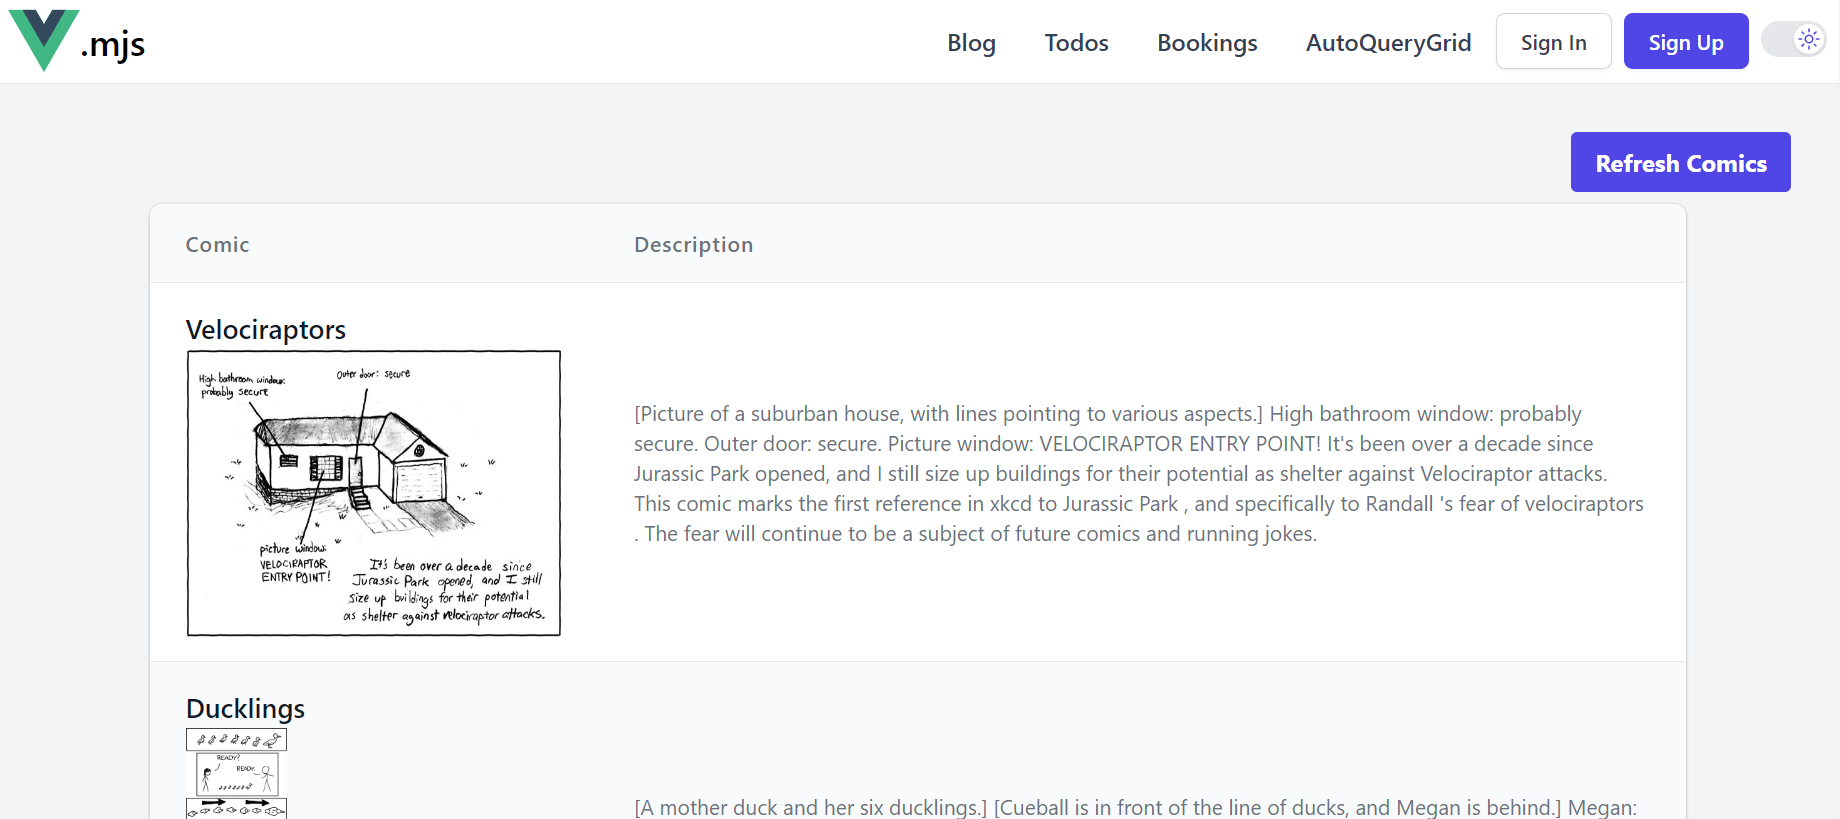 .mjs
Blog
Todos
Bookings
AutoQueryGrid
Sign In
Sign Up
Refresh Comics
Comic
Description
Velociraptors
High bathroom window:
probably secure
Outer door: secure
picture window:
VELOCIRAPTOR
ENTRY POINT!
It's been over a decade since
Jurassic Park opened, and I still
size up buildings for their potential
as shelter against velociraptor attacks.
[Picture of a suburban house, with lines pointing to various aspects.] High bathroom window: probably
secure. Outer door: secure. Picture window: VELOCIRAPTOR ENTRY POINT! It's been over a decade since
Jurassic Park opened, and I still size up buildings for their potential as shelter against Velociraptor attacks.
This comic marks the first reference in xkcd to Jurassic Park , and specifically to Randall 's fear of velociraptors
. The fear will continue to be a subject of future comics and running jokes.
Ducklings
READY?
READY.
[A mother duck and her six ducklings.] [Cueball is in front of the line of ducks, and Megan is behind.] Megan: